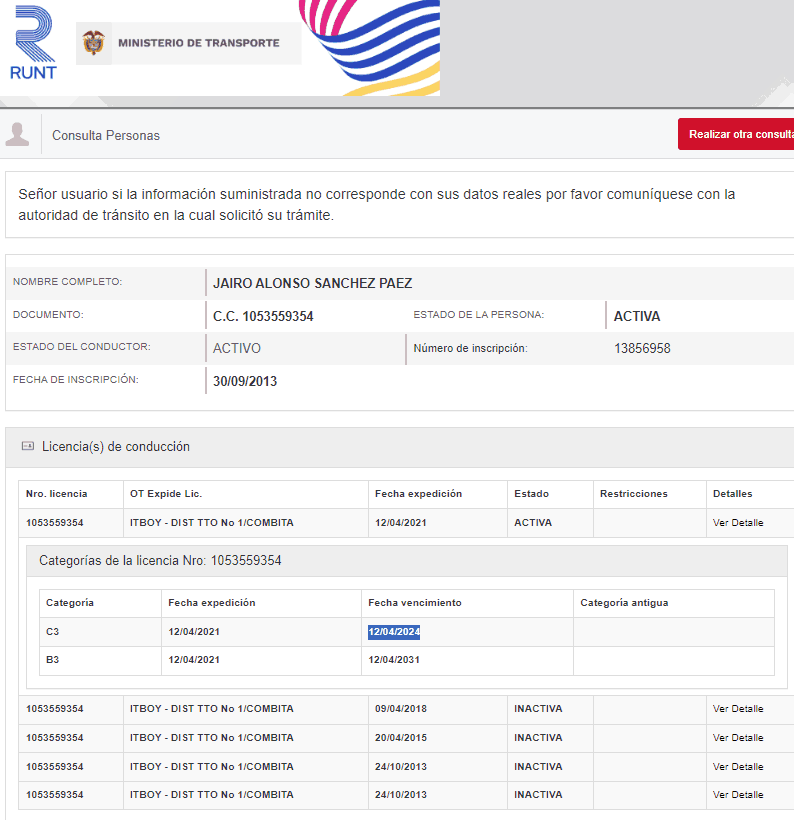 RUNT
MINISTERIO DE TRANSPORTE
Consulta Personas
Realizar otra consulta
Señor usuario si la información suministrada no corresponde con sus datos reales por favor comuníquese con la
autoridad de tránsito en la cual solicitó su trámite.
NOMBRE COMPLETO: JAIRO ALONSO SANCHEZ PAEZ
DOCUMENTO: C.C. 1053559354 ESTADO DE LA PERSONA: ACTIVA
ESTADO DEL CONDUCTOR: ACTIVO Número de inscripción: 13856958
FECHA DE INSCRIPCIÓN: 30/09/2013
Licencia(s) de conducción
Nro. licencia OT Expide Lic. Fecha expedición Estado Restricciones Detalles
1053559354 ITBOY - DIST TTO No 1/COMBITA 12/04/2021 ACTIVA Ver Detalle
Categorías de la licencia Nro: 1053559354
Categoría Fecha expedición Fecha vencimiento Categoría antigua
C3 12/04/2021 12/04/2024
B3 12/04/2021 12/04/2031
1053559354 ITBOY - DIST TTO No 1/COMBITA 09/04/2018 INACTIVA Ver Detalle
1053559354 ITBOY - DIST TTO No 1/COMBITA 20/04/2015 INACTIVA Ver Detalle
1053559354 ITBOY - DIST TTO No 1/COMBITA 24/10/2013 INACTIVA Ver Detalle
1053559354 ITBOY - DIST TTO No 1/COMBITA 24/10/2013 INACTIVA Ver Detalle